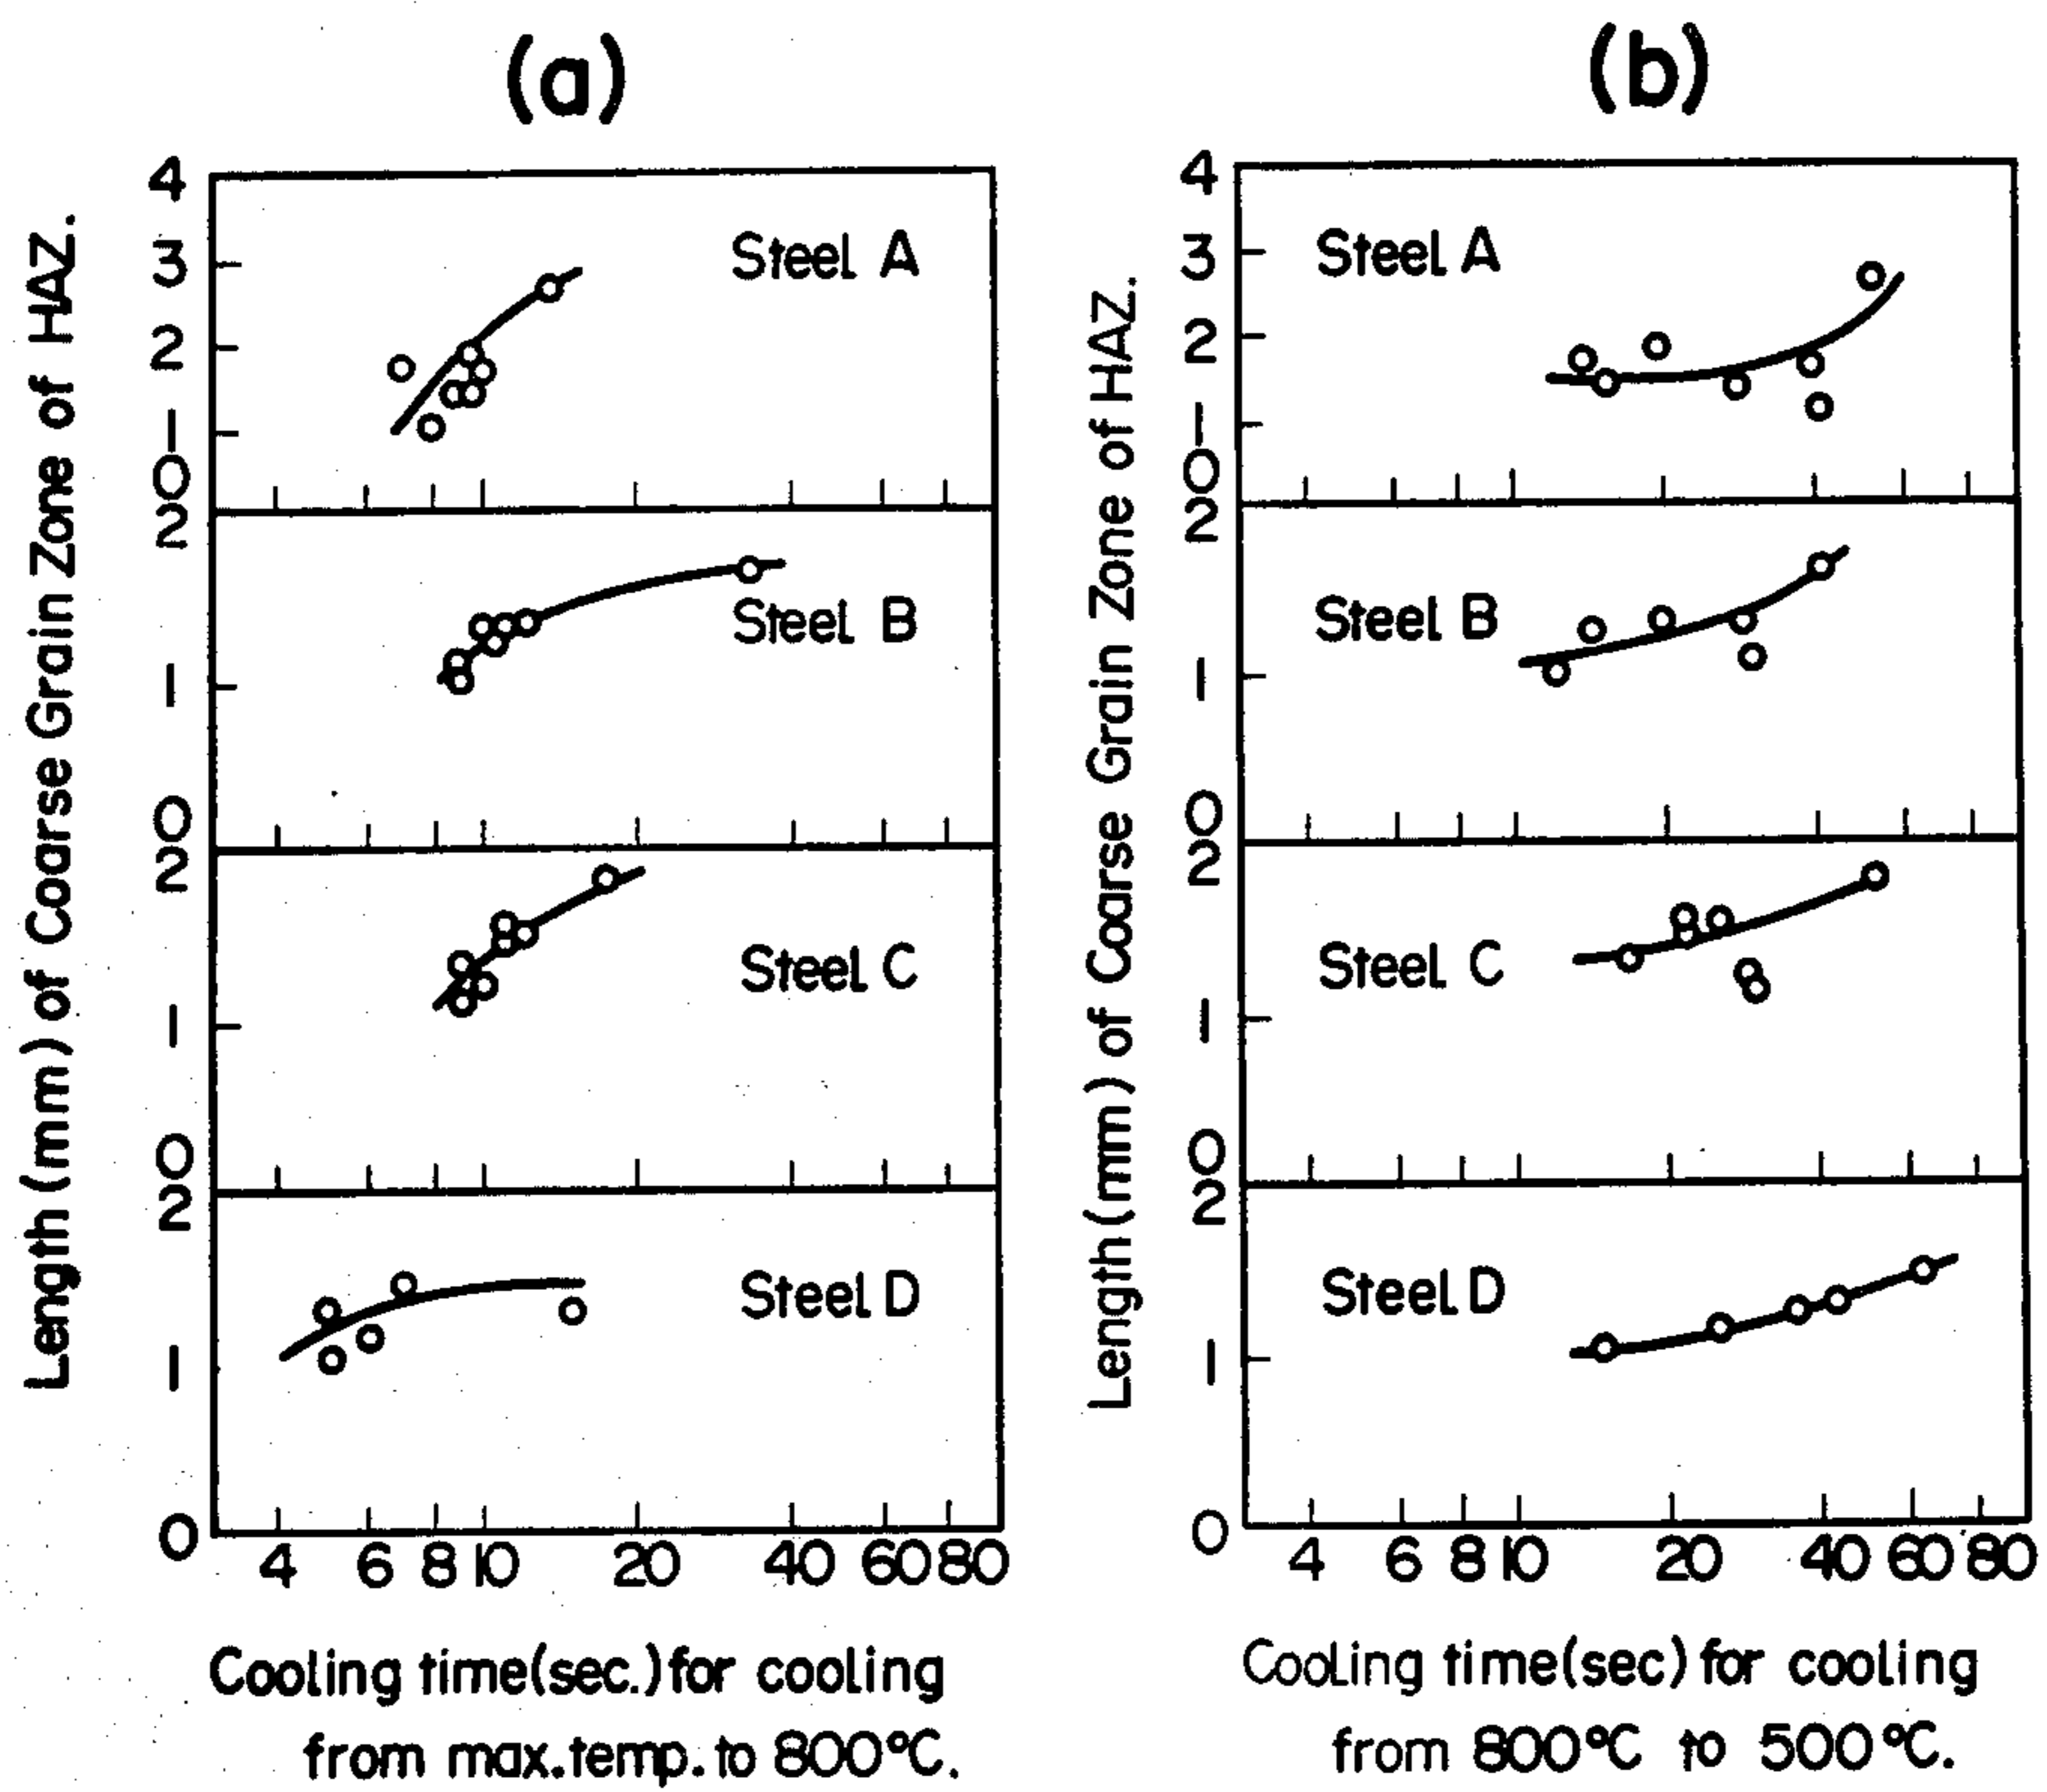 (a)
Length (mm) of Coarse Grain Zone of HAZ.
4
3
2
1
0
Steel A
2
1
0
Steel B
2
1
0
Steel C
2
1
0
Steel D
4 6 8 10 20 40 60 80
Cooling time(sec.) for cooling
from max.temp. to 800°C.
(b)
Length (mm) of Coarse Grain Zone of HAZ.
4
3
2
1
0
Steel A
2
1
0
Steel B
2
1
0
Steel C
2
1
0
Steel D
4 6 8 10 20 40 60 80
Cooling time(sec) for cooling
from 800°C to 500°C.